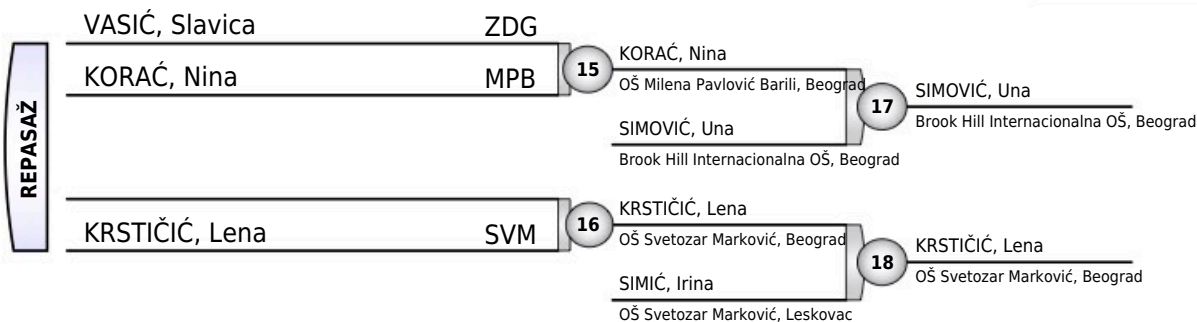 REPASAŽ
VASIĆ, Slavica ZDG
KORAĆ, Nina MPB
15
KORAĆ, Nina
OŠ Milena Pavlović Barili, Beograd
SIMOVIĆ, Una
Brook Hill Internacionalna OŠ, Beograd
17
SIMOVIĆ, Una
Brook Hill Internacionalna OŠ, Beograd
KRSTIČIĆ, Lena SVM
16
KRSTIČIĆ, Lena
OŠ Svetozar Marković, Beograd
SIMIĆ, Irina
OŠ Svetozar Marković, Leskovac
18
KRSTIČIĆ, Lena
OŠ Svetozar Marković, Beograd